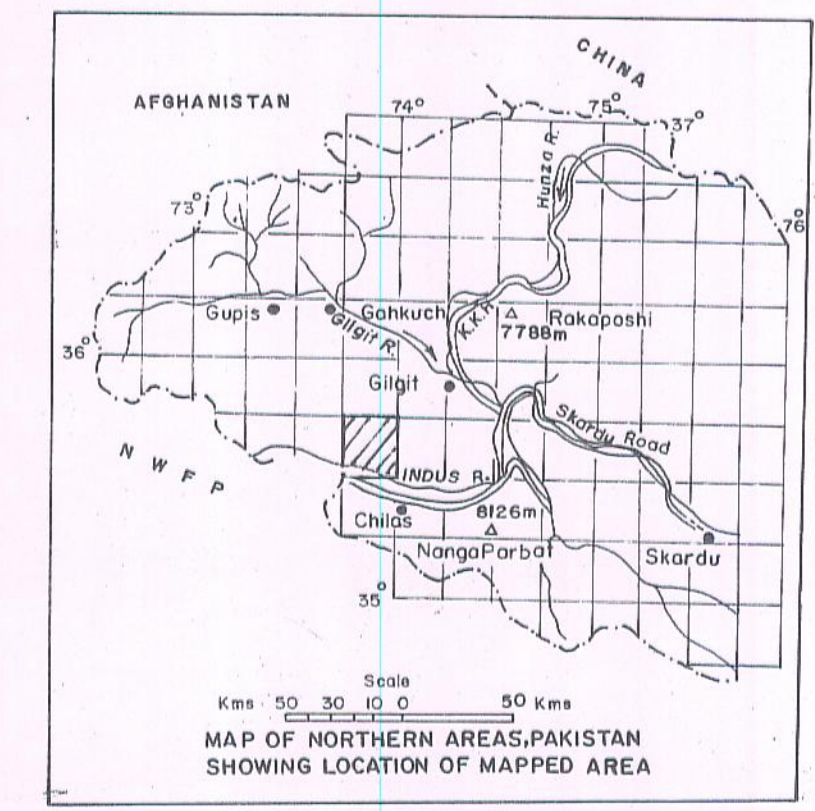 CHINA
AFGHANISTAN
74°
75°
37°
Hunza R.
73°
76°
Gupis
Gilgit R.
Gahkuch
K.K.H
Rakaposhi
7788m
36°
Gilgit
Skardu Road
N W F P
INDUS R.
Chilas
8126m
Nanga Parbat
Skardu
35°
Scale
Kms 50 30 10 0 50 Kms
MAP OF NORTHERN AREAS,PAKISTAN
SHOWING LOCATION OF MAPPED AREA